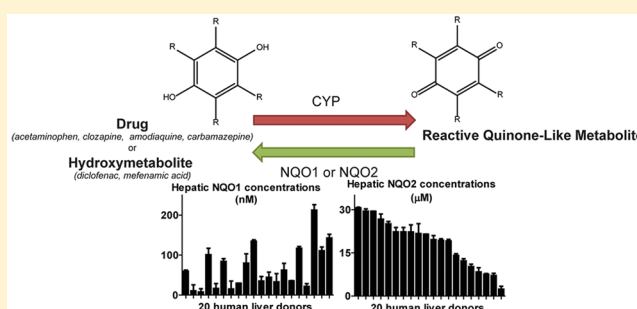 R
R
OH
HO
R
R
R
R
O
O
R
R
CYP
Drug
(acetaminophen, clozapine, amodiaquine, carbamazepine)
or
Hydroxymetabolite
(diclofenac, mefenamic acid)
Reactive Quinone-Like Metabolite
NQO1 or NQO2
Hepatic NQO1 concentrations
(nM)
200
100
0
20 human liver donors
Hepatic NQO2 concentrations
(µM)
30
15
0
20 human liver donors